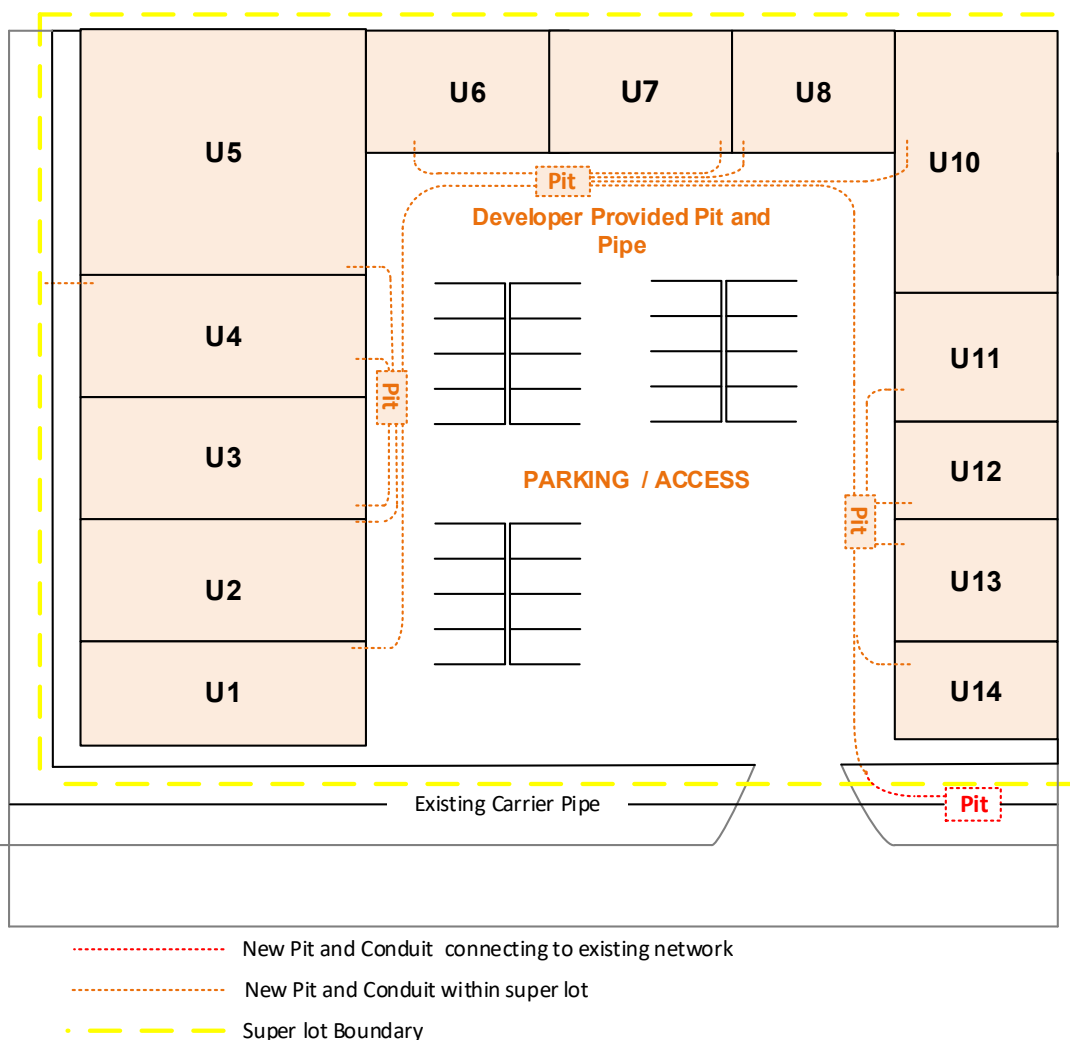 U6
U7
U8
U5
U10
Pit
Developer Provided Pit and
Pipe
U4
U11
Pit
U3
U12
PARKING / ACCESS
Pit
U2
U13
U1
U14
Existing Carrier Pipe
Pit
New Pit and Conduit connecting to existing network
New Pit and Conduit within super lot
Super lot Boundary